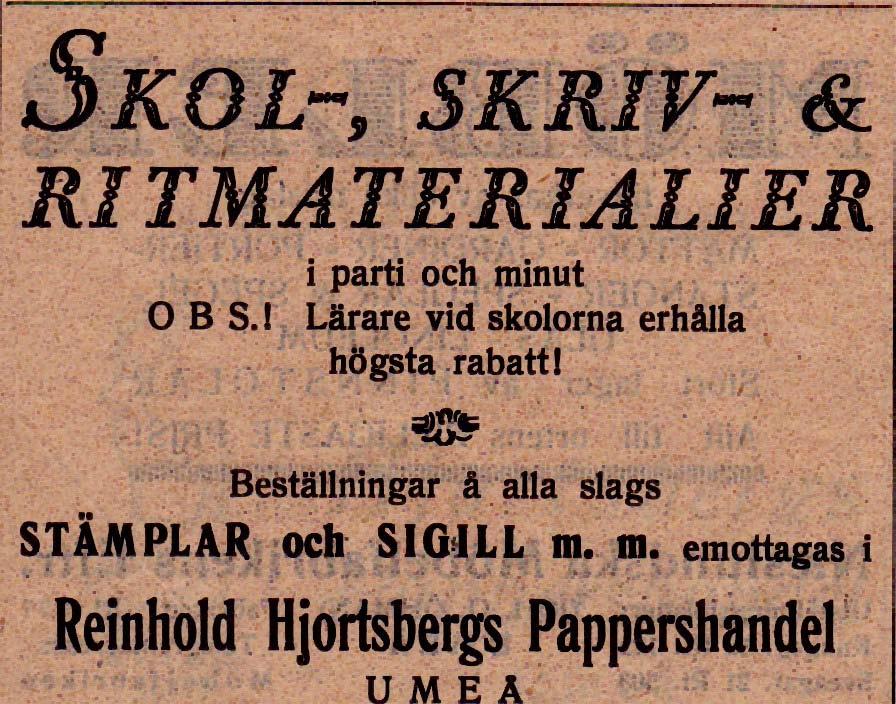 SKOL-, SKRIV- &
RITMATERIALIER
i parti och minut
OBS.! Lärare vid skolorna erhålla
högsta rabatt!
Beställningar å alla slags
STÄMPLAR och SIGILL m. m. emottagas i
Reinhold Hjortsbergs Pappershandel
UMEÅ